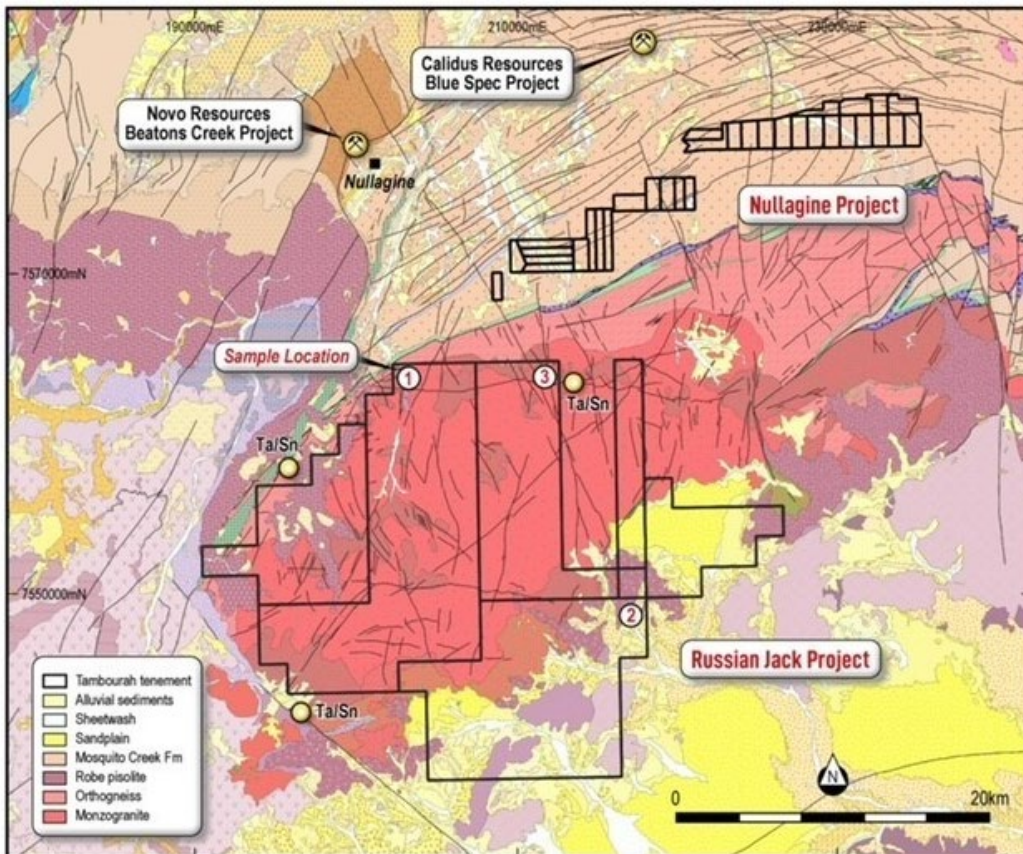 190000mE
210000mE
230000mE
Calidus Resources
Blue Spec Project
Novo Resources
Beatons Creek Project
Nullagine
Nullagine Project
7570000mN
Sample Location
1
3
Ta/Sn
Ta/Sn
7550000mN
2
Russian Jack Project
Ta/Sn
Tambourah tenement
Alluvial sediments
Sheetwash
Sandplain
Mosquito Creek Fm
Robe pisolite
Orthogneiss
Monzogranite
N
0
20km